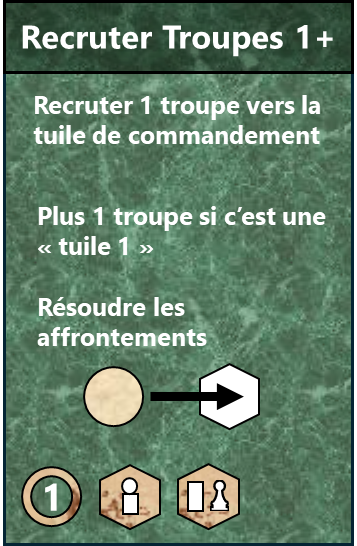 Recruter Troupes 1+
Recruter 1 troupe vers la
tuile de commandement
Plus 1 troupe si c’est une
« tuile 1 »
Résoudre les
affrontements
1